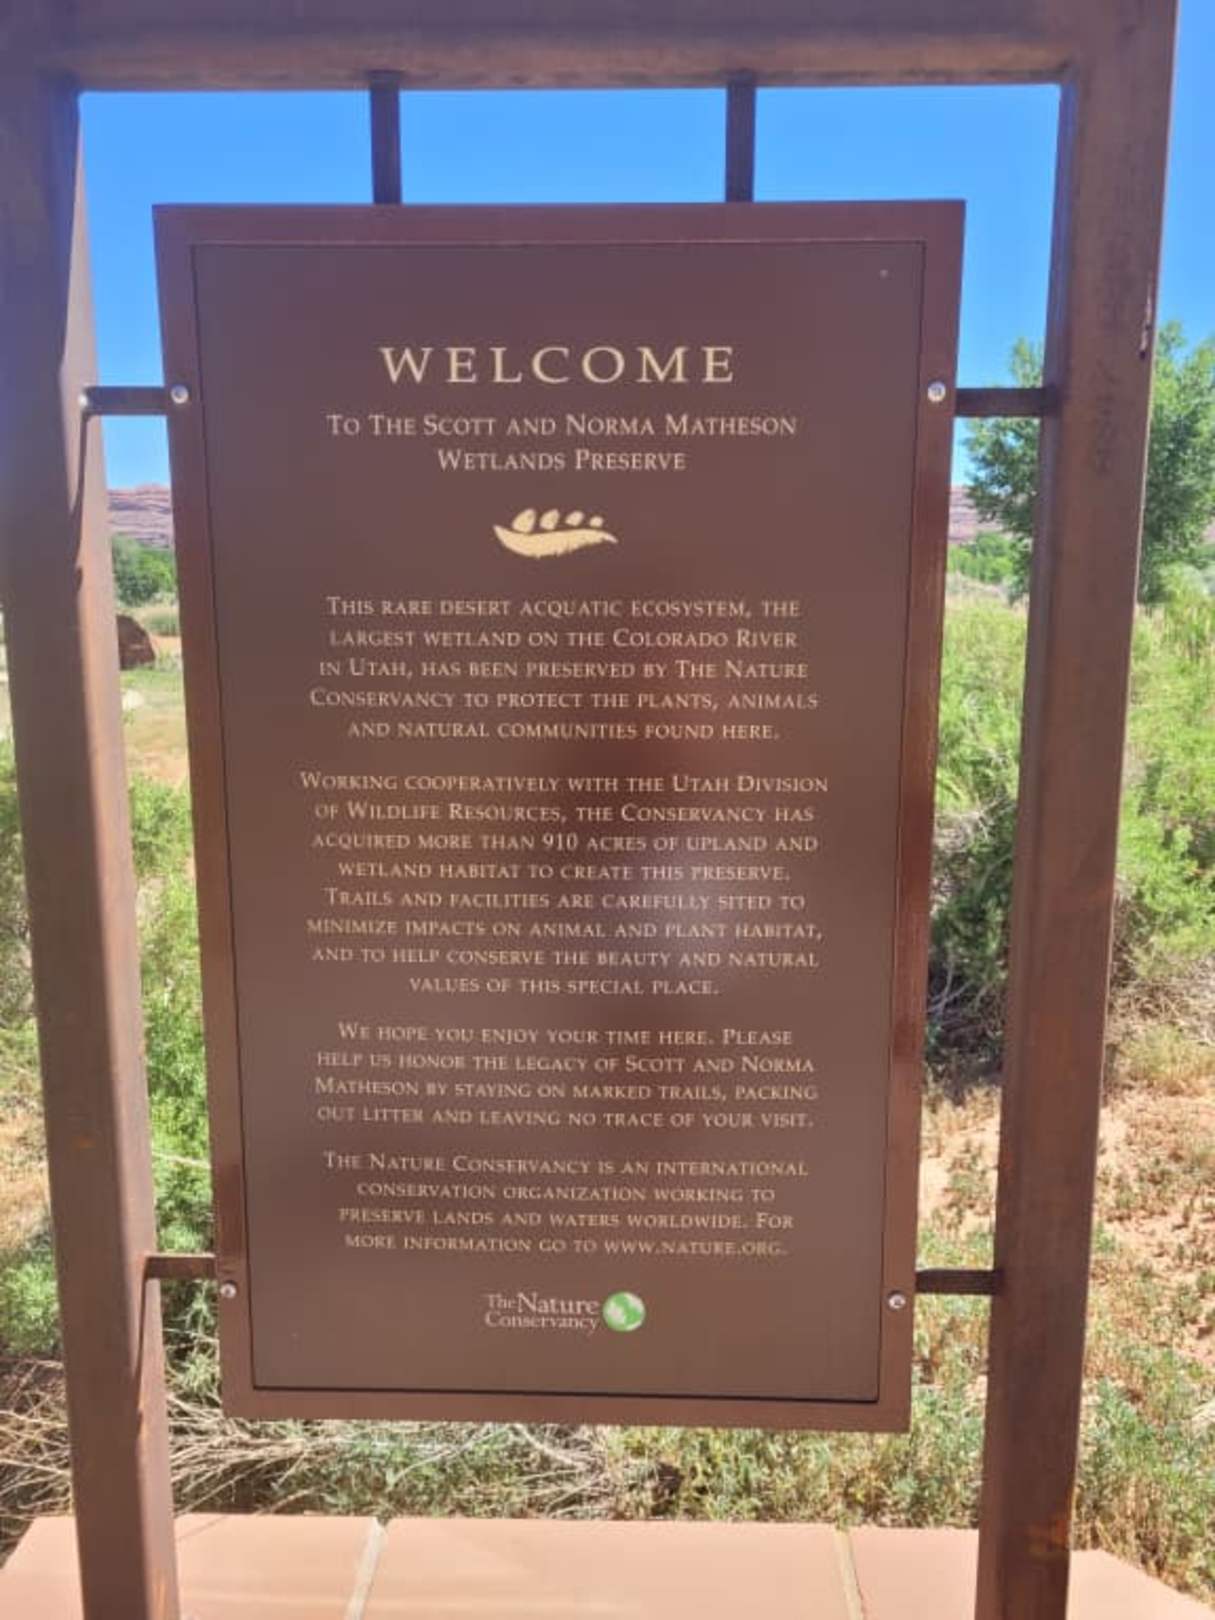 WELCOME
TO THE SCOTT AND NORMA MATHESON
WETLANDS PRESERVE
THIS RARE DESERT ACQUATIC ECOSYSTEM, THE
LARGEST WETLAND ON THE COLORADO RIVER
IN UTAH, HAS BEEN PRESERVED BY THE NATURE
CONSERVANCY TO PROTECT THE PLANTS, ANIMALS
AND NATURAL COMMUNITIES FOUND HERE.
WORKING COOPERATIVELY WITH THE UTAH DIVISION
OF WILDLIFE RESOURCES, THE CONSERVANCY HAS
ACQUIRED MORE THAN 910 ACRES OF UPLAND AND
WETLAND HABITAT TO CREATE THIS PRESERVE.
TRAILS AND FACILITIES ARE CAREFULLY SITED TO
MINIMIZE IMPACTS ON ANIMAL AND PLANT HABITAT,
AND TO HELP CONSERVE THE BEAUTY AND NATURAL
VALUES OF THIS SPECIAL PLACE.
WE HOPE YOU ENJOY YOUR TIME HERE. PLEASE
HELP US HONOR THE LEGACY OF SCOTT AND NORMA
MATHESON BY STAYING ON MARKED TRAILS, PACKING
OUT LITTER AND LEAVING NO TRACE OF YOUR VISIT.
THE NATURE CONSERVANCY IS AN INTERNATIONAL
CONSERVATION ORGANIZATION WORKING TO
PRESERVE LANDS AND WATERS WORLDWIDE. FOR
MORE INFORMATION GO TO WWW.NATURE.ORG.
The Nature
Conservancy